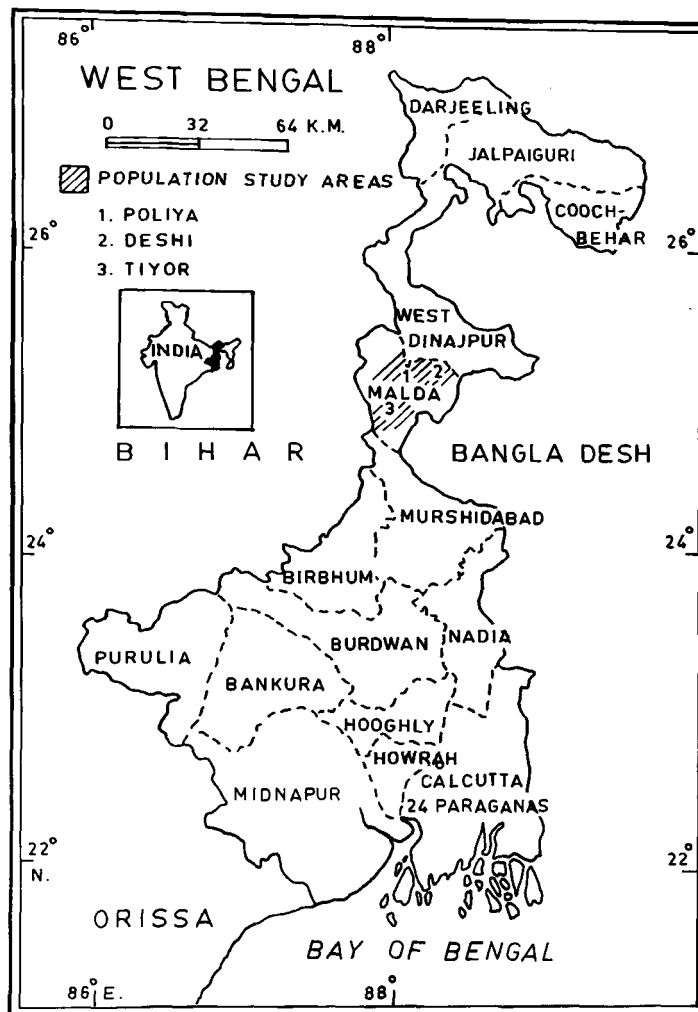 86°
88°
WEST BENGAL
0 32 64 K.M.
POPULATION STUDY AREAS
1. POLIYA
2. DESHI
3. TIYOR
INDIA
DARJEELING
JALPAIGURI
COOCH-
BEHAR
26°
26°
WEST
DINAJPUR
1 2
MALDA
3
BIHAR
BANGLA DESH
MURSHIDABAD
24°
24°
BIRBHUM
BURDWAN
NADIA
PURULIA
BANKURA
HOOGHLY
HOWRAH
CALCUTTA
MIDNAPUR
24 PARAGANAS
22°
N.
22°
ORISSA
BAY OF BENGAL
86°E.
88°